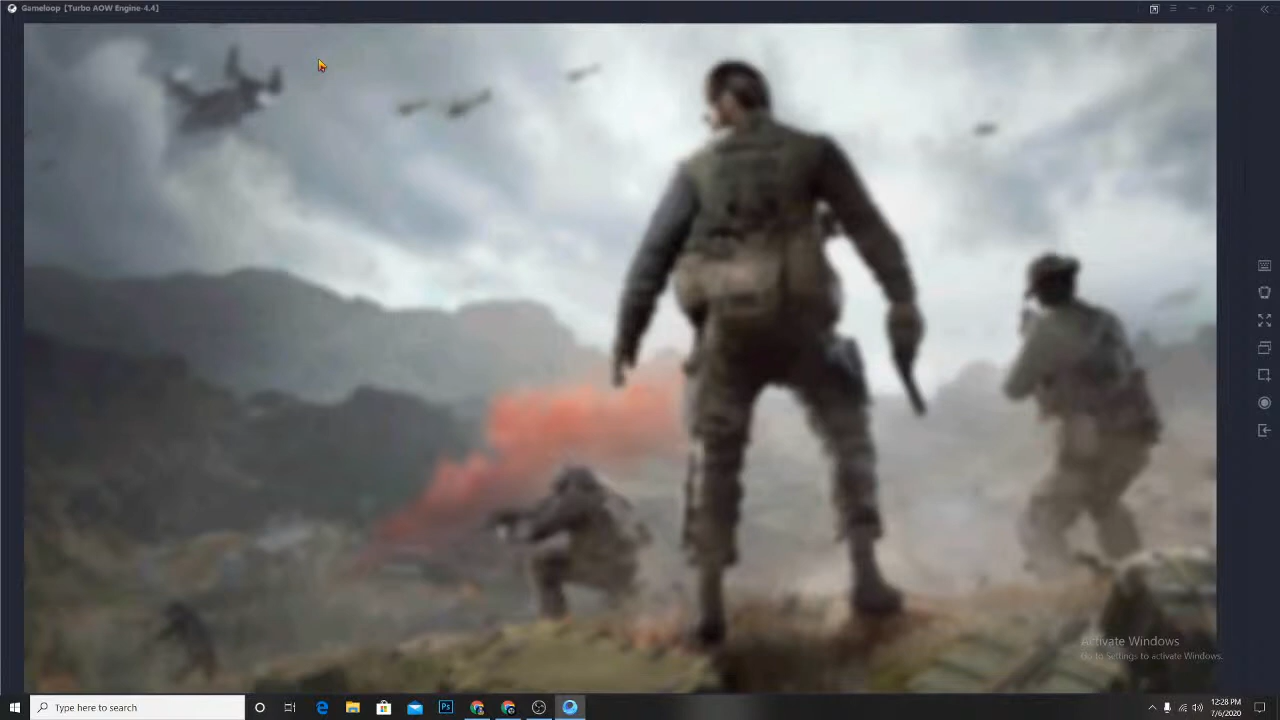 Gameloop [Turbo AOW Engine-4.4]
Activate Windows
Go to Settings to activate Windows.
Type here to search
Ps
12:28 PM
7/6/2020